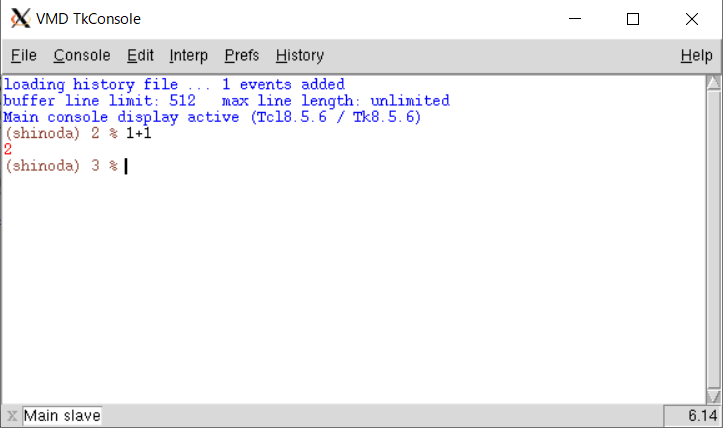 VMD TkConsole
File Console Edit Interp Prefs History Help
loading history file ... 1 events added
buffer line limit: 512 max line length: unlimited
Main console display active (Tcl8.5.6 / Tk8.5.6)
(shinoda) 2 % 1+1
2
(shinoda) 3 %
X Main slave 6.14